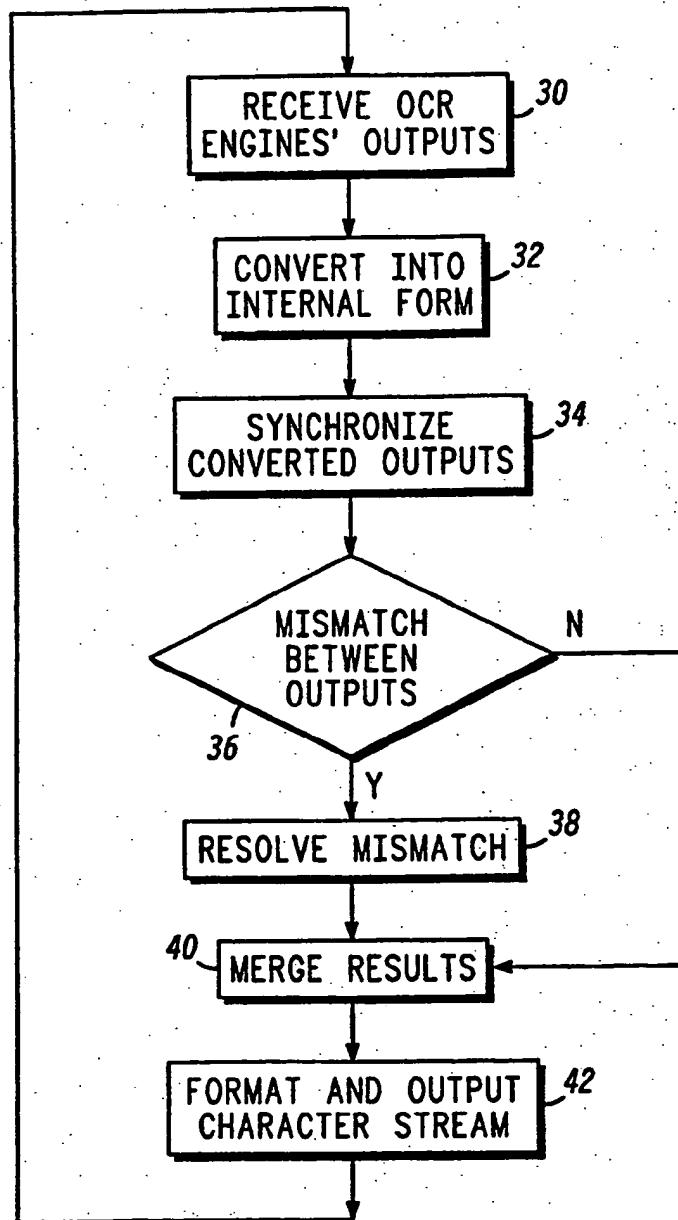 RECEIVE OCR
ENGINES' OUTPUTS
30
CONVERT INTO
INTERNAL FORM
32
SYNCHRONIZE
CONVERTED OUTPUTS
34
MISMATCH
BETWEEN
OUTPUTS
N
36
Y
RESOLVE MISMATCH
38
40
MERGE RESULTS
FORMAT AND OUTPUT
CHARACTER STREAM
42